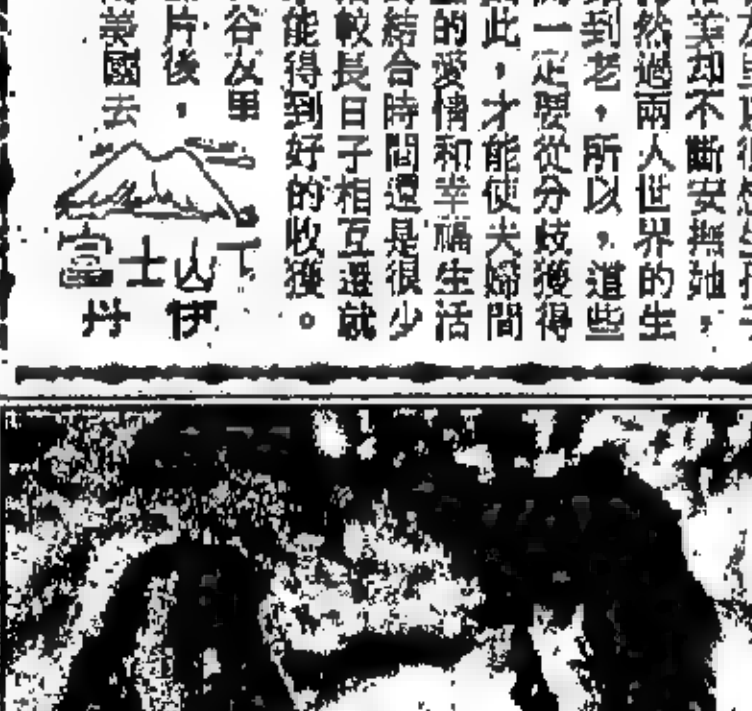 美却不斷安撫她，
然過兩人世界的生
到老，所以，這些
一定要從分歧獲得
此，才能使夫婦間
的愛情和幸福生活
結合時間還是很少
較長日子相互遷就
能得到好的收獲。
谷友里
片後，
美國去
富士山下
伊丹